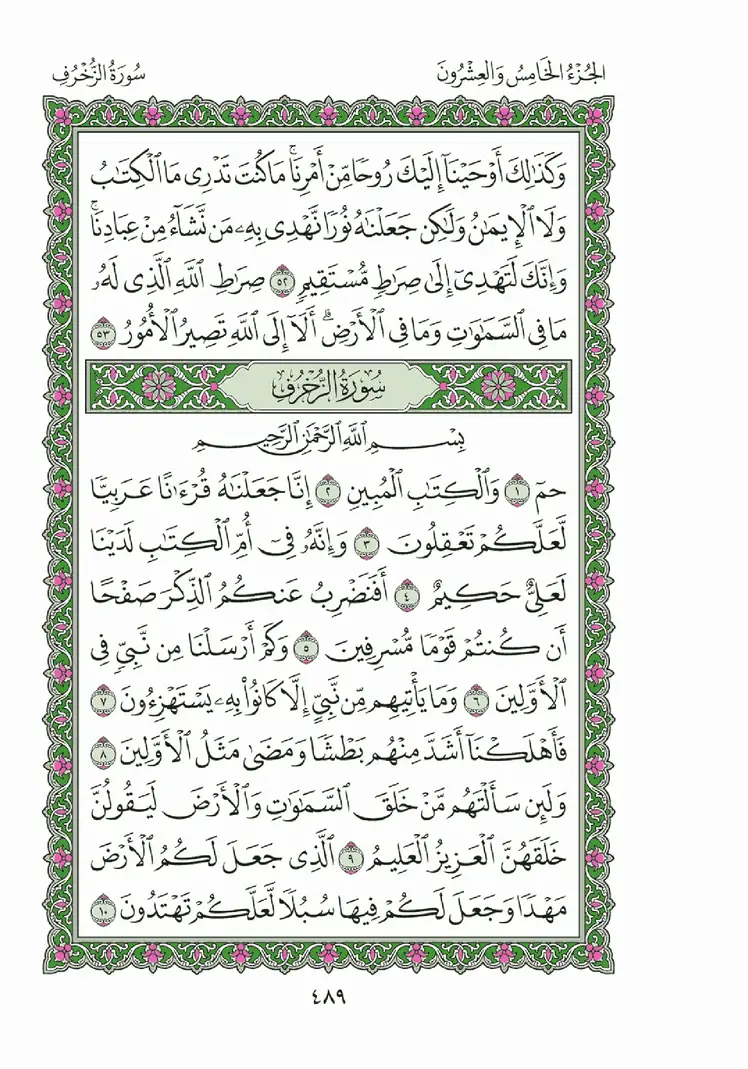 الجُزْءُ الخَامِسُ وَالعِشْرُونَ
سُورَةُ الزُّخْرُفِ
وَكَذَٰلِكَ أَوْحَيْنَآ إِلَيْكَ رُوحًا مِّنْ أَمْرِنَا ۚ مَا كُنتَ تَدْرِى مَا ٱلْكِتَٰبُ
وَلَا ٱلْإِيمَٰنُ وَلَٰكِن جَعَلْنَٰهُ نُورًا نَّهْدِى بِهِۦ مَن نَّشَآءُ مِنْ عِبَادِنَا ۚ
وَإِنَّكَ لَتَهْدِىٓ إِلَىٰ صِرَٰطٍ مُّسْتَقِيمٍ ٥٢ صِرَٰطِ ٱللَّهِ ٱلَّذِى لَهُۥ
مَا فِى ٱلسَّمَٰوَٰتِ وَمَا فِى ٱلْأَرْضِ ۗ أَلَآ إِلَى ٱللَّهِ تَصِيرُ ٱلْأُمُورُ ٥٣
سُورَةُ الزُّخْرُفِ
بِسْمِ ٱللَّهِ ٱلرَّحْمَٰنِ ٱلرَّحِيمِ
حمٓ ١ وَٱلْكِتَٰبِ ٱلْمُبِينِ ٢ إِنَّا جَعَلْنَٰهُ قُرْءَٰنًا عَرَبِيًّا
لَّعَلَّكُمْ تَعْقِلُونَ ٣ وَإِنَّهُۥ فِىٓ أُمِّ ٱلْكِتَٰبِ لَدَيْنَا
لَعَلِىٌّ حَكِيمٌ ٤ أَفَنَضْرِبُ عَنكُمُ ٱلذِّكْرَ صَفْحًا
أَن كُنتُمْ قَوْمًا مُّسْرِفِينَ ٥ وَكَمْ أَرْسَلْنَا مِن نَّبِىٍّ فِى
ٱلْأَوَّلِينَ ٦ وَمَا يَأْتِيهِم مِّن نَّبِىٍّ إِلَّا كَانُوا۟ بِهِۦ يَسْتَهْزِءُونَ ٧
فَأَهْلَكْنَآ أَشَدَّ مِنْهُم بَطْشًا وَمَضَىٰ مَثَلُ ٱلْأَوَّلِينَ ٨
وَلَئِن سَأَلْتَهُم مَّنْ خَلَقَ ٱلسَّمَٰوَٰتِ وَٱلْأَرْضَ لَيَقُولُنَّ
خَلَقَهُنَّ ٱلْعَزِيزُ ٱلْعَلِيمُ ٩ ٱلَّذِى جَعَلَ لَكُمُ ٱلْأَرْضَ
مَهْدًا وَجَعَلَ لَكُمْ فِيهَا سُبُلًا لَّعَلَّكُمْ تَهْتَدُونَ ١٠
٤٨٩